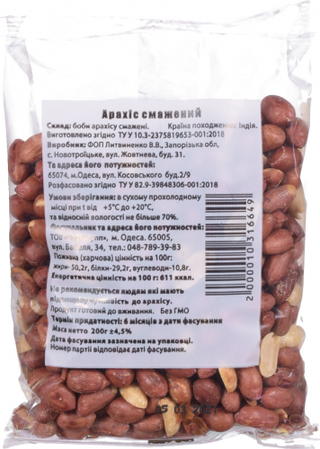 Арахіс смажений
Склад: боби арахісу смажені. Країна походження: Індія.
Виготовлено згідно ТУ У 10.3-2375819653-001:2018
Виробник: ФОП Литвиненко В.В., Запорізька обл,
с. Новотроїцьке, вул. Жовтнева, буд. 31.
Та адреса його потужностей:
65074, м.Одеса, вул. Косовського буд.2/9
Розфасовано згідно ТУ У 82.9-39848306-001:2018
Умови зберігання: в сухому прохолодному
місці при t від +5°C до +20°C,
та відносній вологості не більше 70%.
та адреса його потужностей:
ТОВ м. Одеса. 65005,
вул. 34, тел.: 048-789-39-83
Поживна (харчова) цінність на 100г:
жири- 50,2г, білки-29,2г, вуглеводи-10,8г.
Енергетична цінність на 100 г: 611 ккал.
Не рекомендується людям які мають
чутливість до арахісу.
Продукт готовий до вживання. Без ГМО
Термін придатності: 6 місяців з дати фасування
Маса нетто 200г ±4,5%
Дата фасування зазначена на упаковці.
Номер партії відповідає даті фасування.
2000010316649